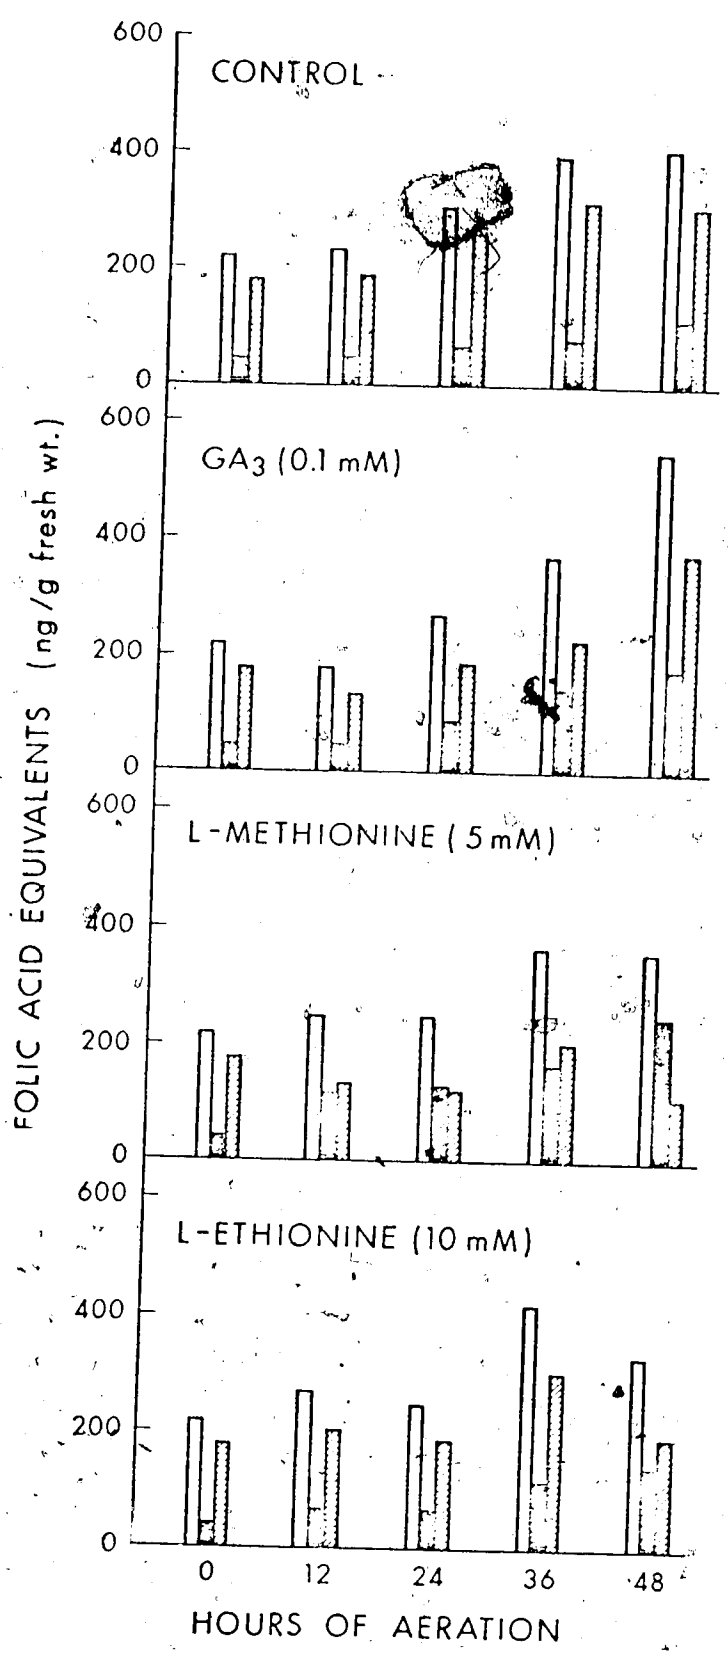 600
CONTROL
400
200
0
600
GA3 (0.1 mM)
400
200
0
600
L-METHIONINE (5 mM)
400
200
0
600
L-ETHIONINE (10 mM)
400
200
0
0 12 24 36 48
HOURS OF AERATION
FOLIC ACID EQUIVALENTS (ng/g fresh wt.)